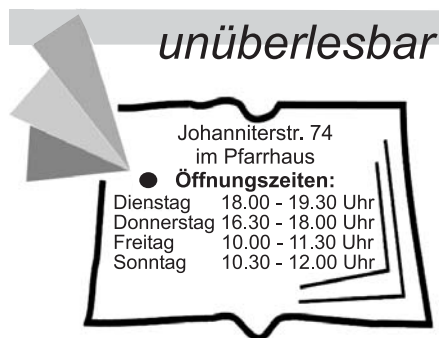 unüberlesbar
Johanniterstr. 74
im Pfarrhaus
● Öffnungszeiten:
Dienstag 18.00 - 19.30 Uhr
Donnerstag 16.30 - 18.00 Uhr
Freitag 10.00 - 11.30 Uhr
Sonntag 10.30 - 12.00 Uhr